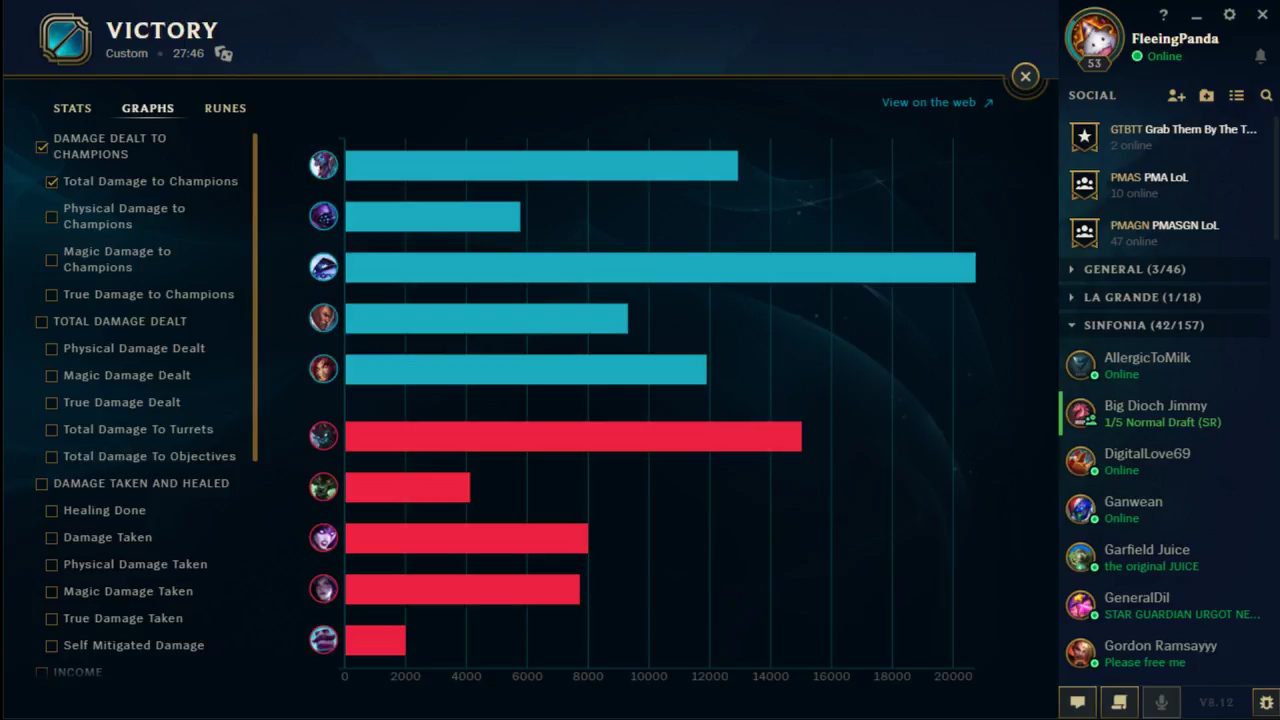 VICTORY
Custom • 27:46
STATS GRAPHS RUNES
View on the web
DAMAGE DEALT TO
CHAMPIONS
Total Damage to Champions
Physical Damage to
Champions
Magic Damage to
Champions
True Damage to Champions
TOTAL DAMAGE DEALT
Physical Damage Dealt
Magic Damage Dealt
True Damage Dealt
Total Damage To Turrets
Total Damage To Objectives
DAMAGE TAKEN AND HEALED
Healing Done
Damage Taken
Physical Damage Taken
Magic Damage Taken
True Damage Taken
Self Mitigated Damage
INCOME
0 2000 4000 6000 8000 10000 12000 14000 16000 18000 20000
?
FleeingPanda
53
Online
SOCIAL
GTBTT Grab Them By The T...
2 online
PMAS PMA LoL
10 online
PMAGN PMASGN LoL
47 online
GENERAL (3/46)
LA GRANDE (1/18)
SINFONIA (42/157)
AllergicToMilk
Online
Big Dioch Jimmy
1/5 Normal Draft (SR)
DigitalLove69
Online
Ganwean
Online
Garfield Juice
the original JUICE
GeneralDil
STAR GUARDIAN URGOT NE...
Gordon Ramsayyy
Please free me
V8.12